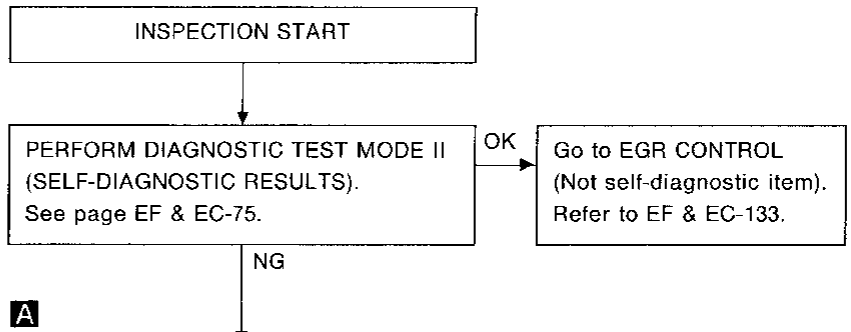 INSPECTION START
PERFORM DIAGNOSTIC TEST MODE II
(SELF-DIAGNOSTIC RESULTS).
See page EF & EC-75.
OK
Go to EGR CONTROL
(Not self-diagnostic item).
Refer to EF & EC-133.
NG
A